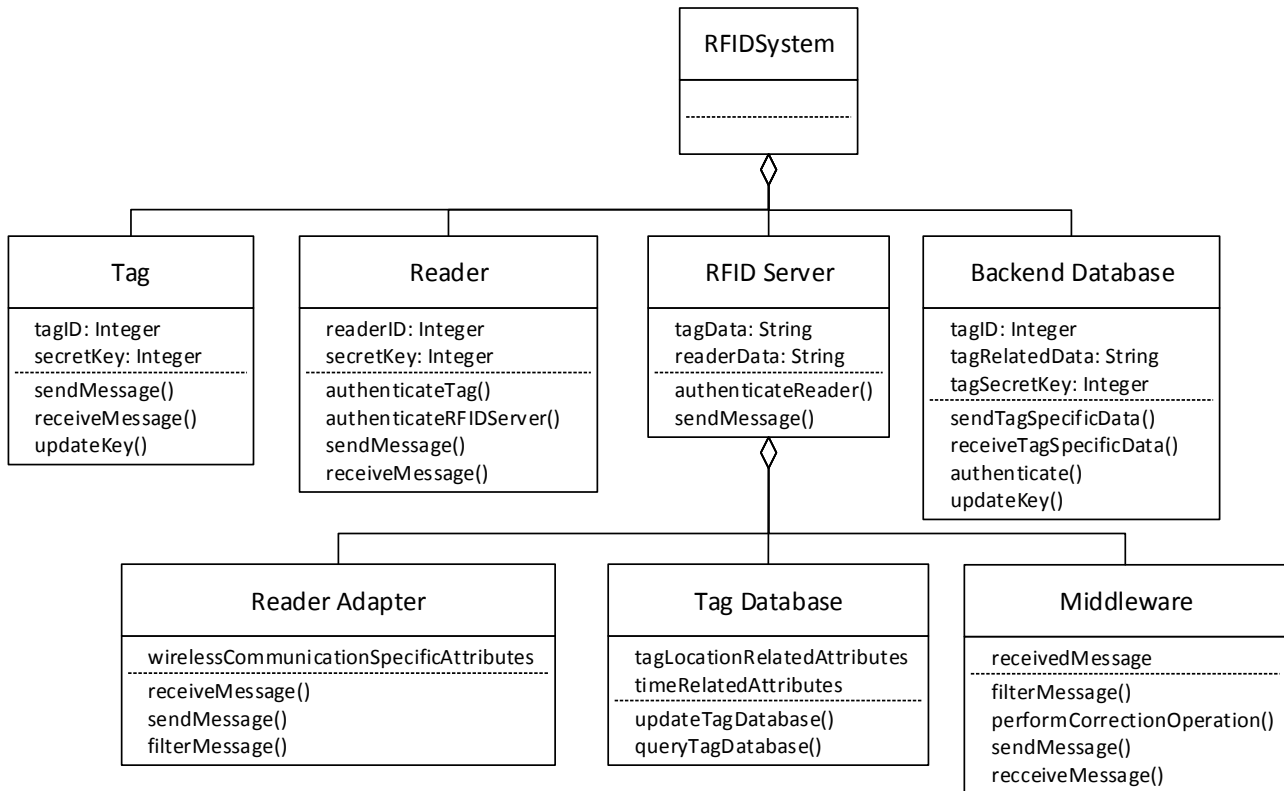 RFIDSystem
Tag
tagID: Integer
secretKey: Integer
sendMessage()
receiveMessage()
updateKey()
Reader
readerID: Integer
secretKey: Integer
authenticateTag()
authenticateRFIDServer()
sendMessage()
receiveMessage()
RFID Server
tagData: String
readerData: String
authenticateReader()
sendMessage()
Backend Database
tagID: Integer
tagRelatedData: String
tagSecretKey: Integer
sendTagSpecificData()
receiveTagSpecificData()
authenticate()
updateKey()
Reader Adapter
wirelessCommunicationSpecificAttributes
receiveMessage()
sendMessage()
filterMessage()
Tag Database
tagLocationRelatedAttributes
timeRelatedAttributes
updateTagDatabase()
queryTagDatabase()
Middleware
receivedMessage
filterMessage()
performCorrectionOperation()
sendMessage()
recceiveMessage()